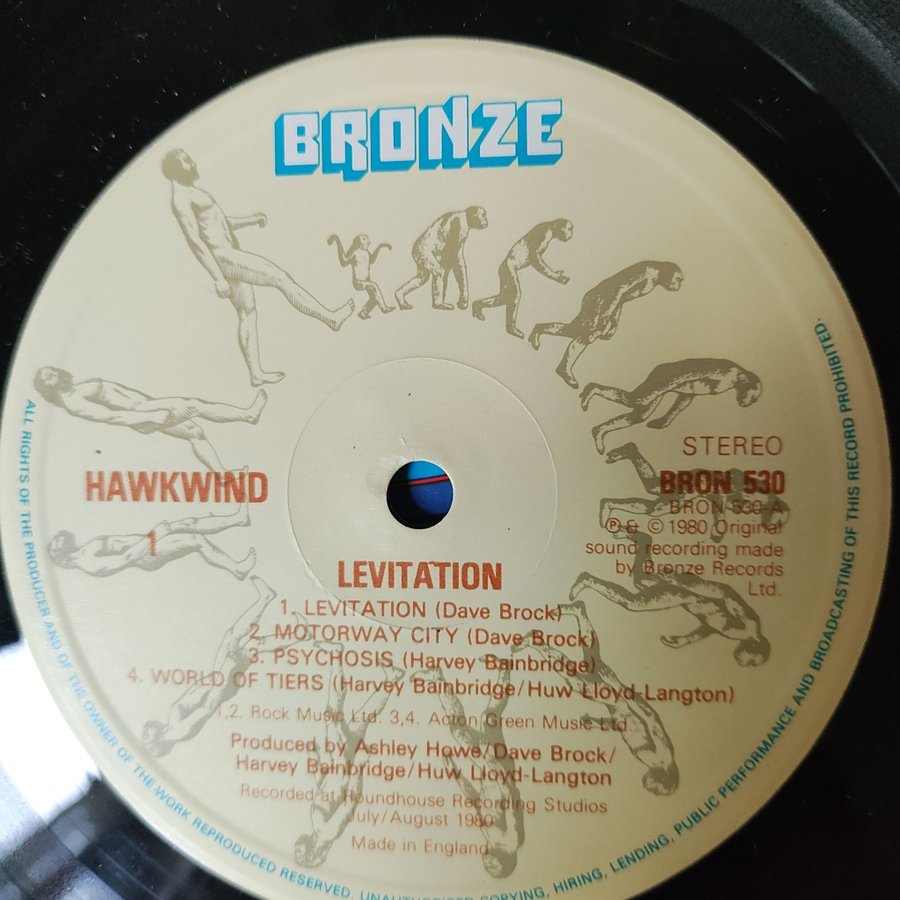 BRONZE
HAWKWIND
1
STEREO
BRON 530
BRON 530 A
Ⓟ & © 1980 Original
sound recording made
by Bronze Records
Ltd.
LEVITATION
1. LEVITATION (Dave Brock)
2. MOTORWAY CITY (Dave Brock)
3. PSYCHOSIS (Harvey Bainbridge)
4. WORLD OF TIERS (Harvey Bainbridge/Huw Lloyd-Langton)
(1,2. Rock Music Ltd. 3,4. Acton Green Music Ltd.
Produced by Ashley Howe/Dave Brock/
Harvey Bainbridge/Huw Lloyd-Langton
Recorded at Roundhouse Recording Studios
July/August 1980
Made in England
ALL RIGHTS OF THE PRODUCER AND OF THE OWNER OF THE WORK REPRODUCED RESERVED. UNAUTHORISED COPYING, HIRING, LENDING, PUBLIC PERFORMANCE AND BROADCASTING OF THIS RECORD PROHIBITED.